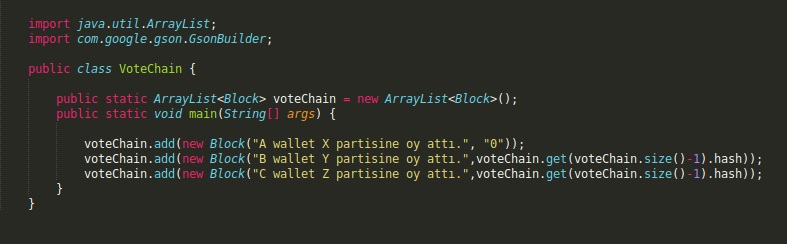 import java.util.ArrayList;
import com.google.gson.GsonBuilder;
public class VoteChain {
public static ArrayList<Block> voteChain = new ArrayList<Block>();
public static void main(String[] args) {
voteChain.add(new Block("A wallet X partisine oy attı.", "0"));
voteChain.add(new Block("B wallet Y partisine oy attı.",voteChain.get(voteChain.size()-1).hash));
voteChain.add(new Block("C wallet Z partisine oy attı.",voteChain.get(voteChain.size()-1).hash));
}
}